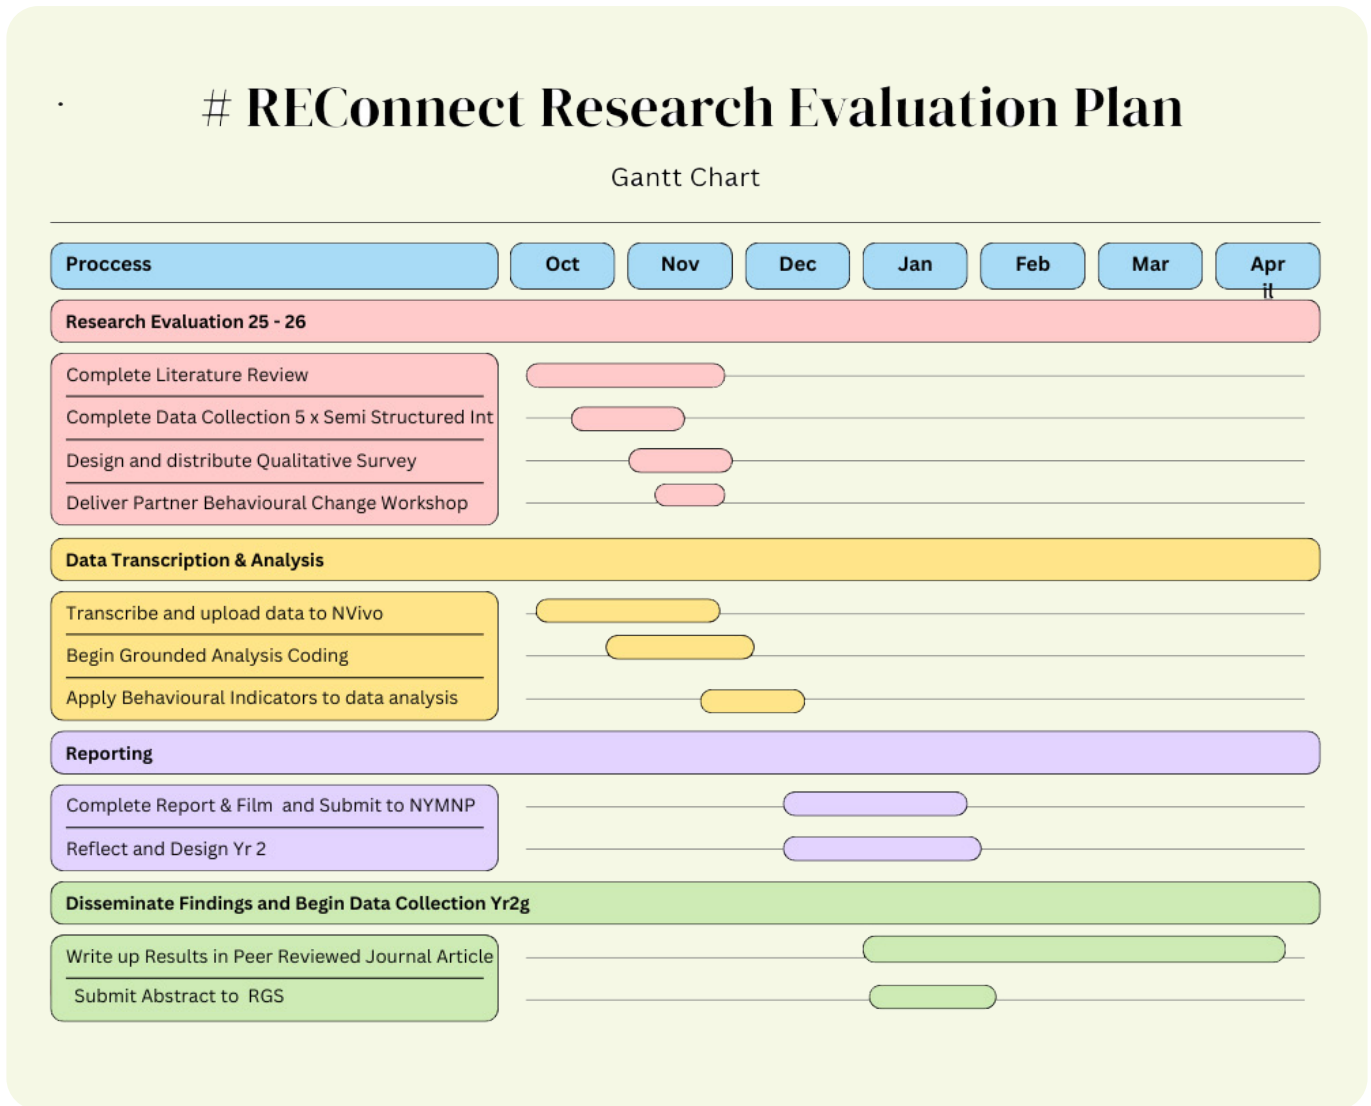 # REConnect Research Evaluation Plan
Gantt Chart
Proccess Oct Nov Dec Jan Feb Mar Apr
il
Research Evaluation 25 - 26
Complete Literature Review
Complete Data Collection 5 x Semi Structured Int
Design and distribute Qualitative Survey
Deliver Partner Behavioural Change Workshop
Data Transcription & Analysis
Transcribe and upload data to NVivo
Begin Grounded Analysis Coding
Apply Behavioural Indicators to data analysis
Reporting
Complete Report & Film and Submit to NYMNP
Reflect and Design Yr 2
Disseminate Findings and Begin Data Collection Yr2g
Write up Results in Peer Reviewed Journal Article
Submit Abstract to RGS